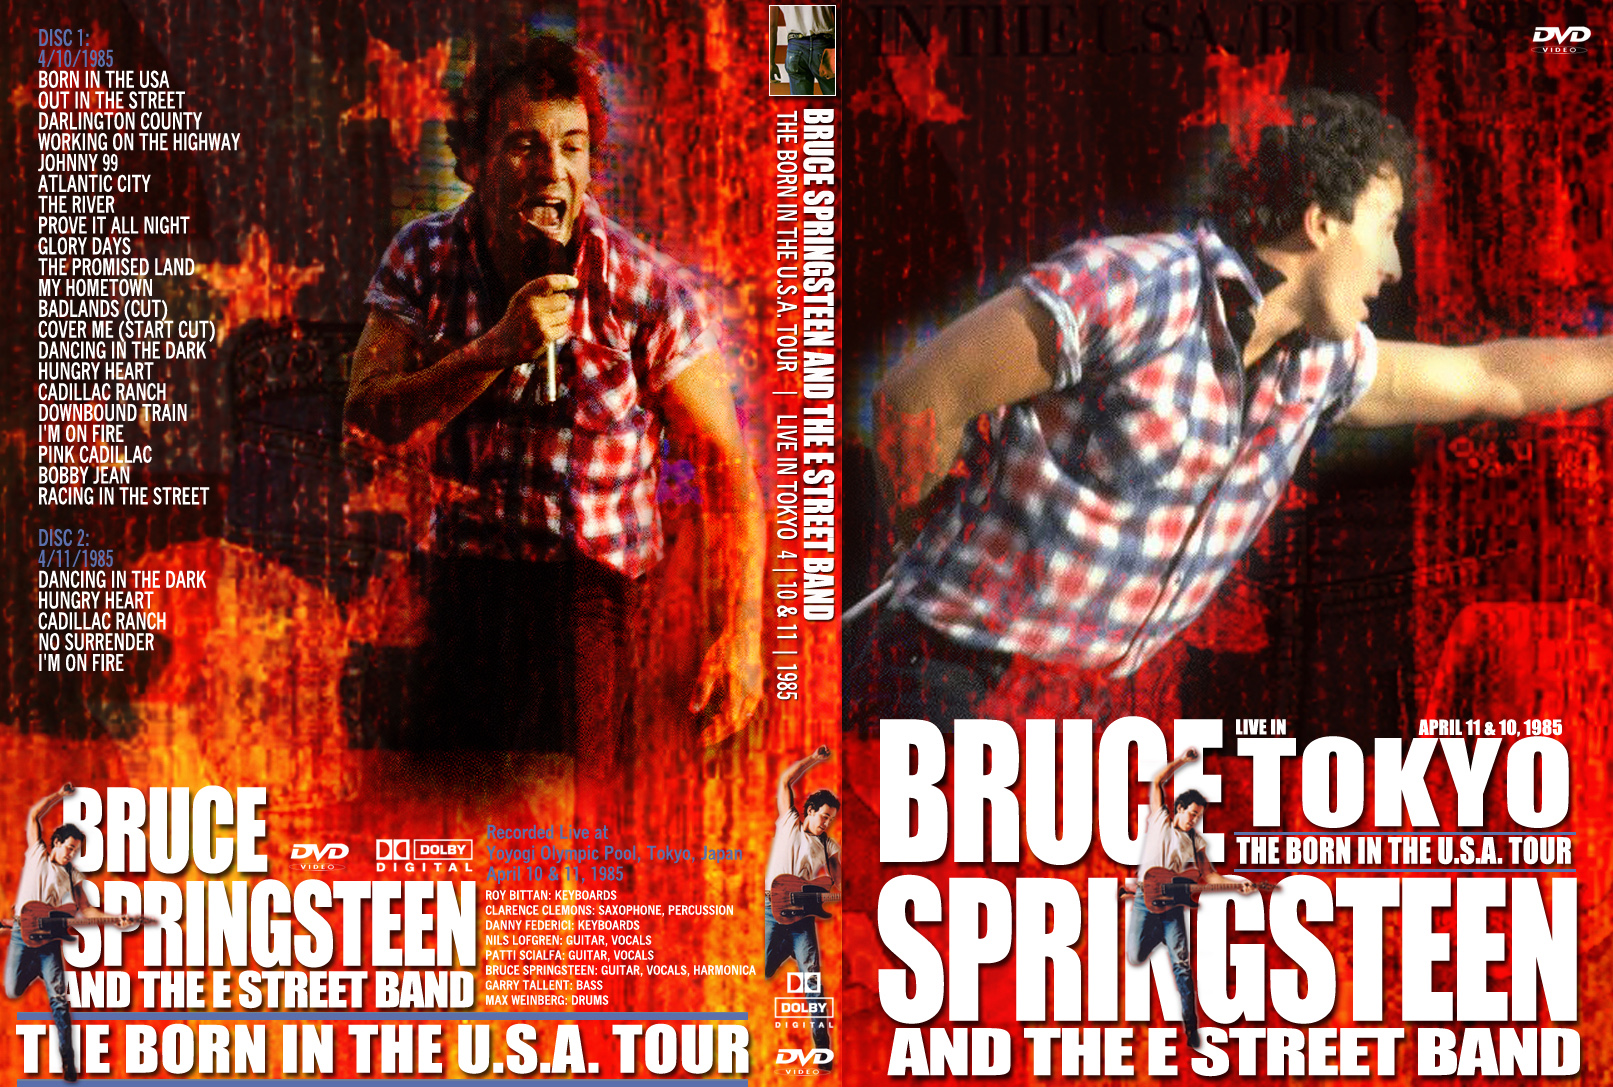 DISC 1:
4/10/1985
BORN IN THE USA
OUT IN THE STREET
DARLINGTON COUNTY
WORKING ON THE HIGHWAY
JOHNNY 99
ATLANTIC CITY
THE RIVER
PROVE IT ALL NIGHT
GLORY DAYS
THE PROMISED LAND
MY HOMETOWN
BADLANDS (CUT)
COVER ME (START CUT)
DANCING IN THE DARK
HUNGRY HEART
CADILLAC RANCH
DOWNBOUND TRAIN
I'M ON FIRE
PINK CADILLAC
BOBBY JEAN
RACING IN THE STREET
DISC 2:
4/11/1985
DANCING IN THE DARK
HUNGRY HEART
CADILLAC RANCH
NO SURRENDER
I'M ON FIRE
BRUCE
SPRINGSTEEN
AND THE E STREET BAND
THE BORN IN THE U.S.A. TOUR
DVD
VIDEO
DOLBY
DIGITAL
Recorded Live at
Yoyogi Olympic Pool, Tokyo, Japan
April 10 & 11, 1985
ROY BITTAN: KEYBOARDS
CLARENCE CLEMONS: SAXOPHONE, PERCUSSION
DANNY FEDERICI: KEYBOARDS
NILS LOFGREN: GUITAR, VOCALS
PATTI SCIALFA: GUITAR, VOCALS
BRUCE SPRINGSTEEN: GUITAR, VOCALS, HARMONICA
GARRY TALLENT: BASS
MAX WEINBERG: DRUMS
BRUCE SPRINGSTEEN AND THE E STREET BAND
THE BORN IN THE U.S.A. TOUR | LIVE IN TOKYO 4 | 10 & 11 | 1985
DOLBY
DIGITAL
DVD
VIDEO
IN THE U.S.A./BRUCE
DVD
VIDEO
BRUCE
LIVE IN
APRIL 11 & 10, 1985
TOKYO
THE BORN IN THE U.S.A. TOUR
SPRINGSTEEN
AND THE E STREET BAND